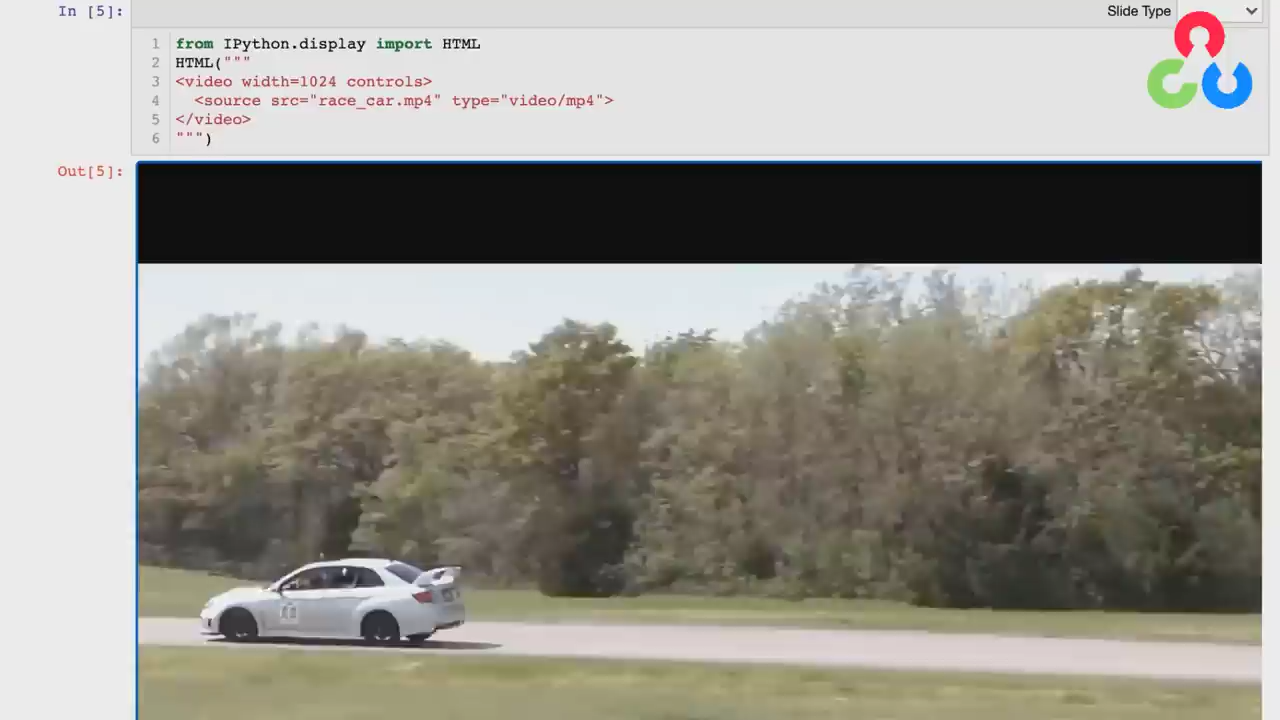 In [5]:
Slide Type
1 from IPython.display import HTML
2 HTML("""
3 <video width=1024 controls>
4   <source src="race_car.mp4" type="video/mp4">
5 </video>
6 """)
Out[5]: